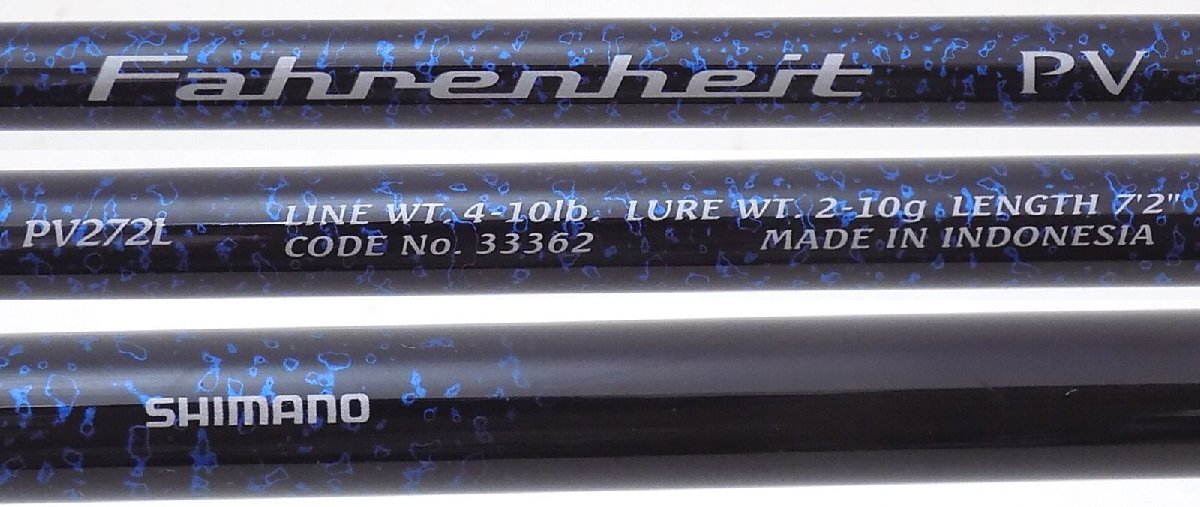 Fahrenheit PV
PV272L LINE WT. 4-10lb. LURE WT. 2-10g LENGTH 7'2"
CODE No. 33362 MADE IN INDONESIA
SHIMANO